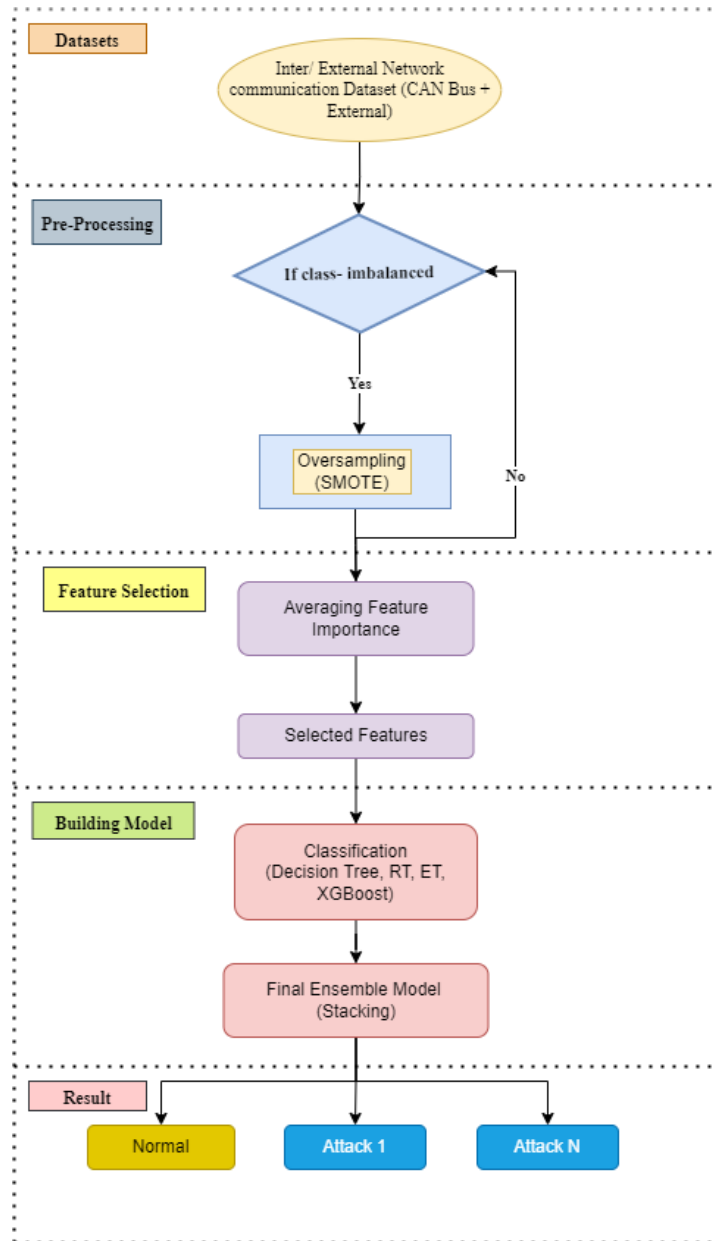 Datasets
Inter/ External Network
communication Dataset (CAN Bus +
External)
Pre-Processing
If class- imbalanced
Yes
Oversampling
(SMOTE)
No
Feature Selection
Averaging Feature
Importance
Selected Features
Building Model
Classification
(Decision Tree, RT, ET,
XGBoost)
Final Ensemble Model
(Stacking)
Result
Normal
Attack 1
Attack N